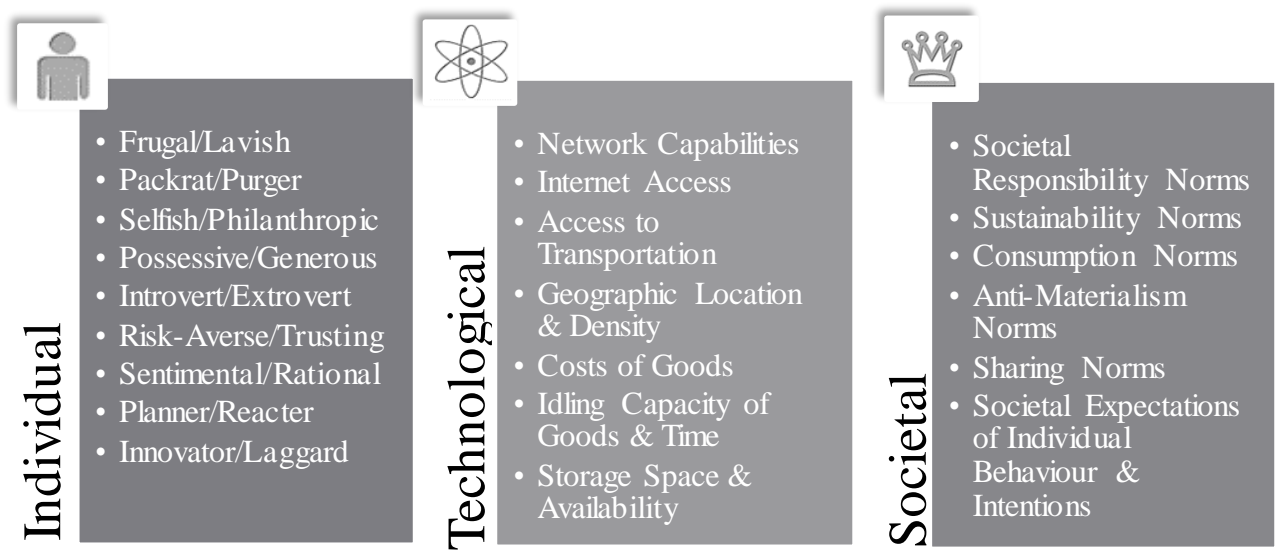 Individual
• Frugal/Lavish
• Packrat/Purger
• Selfish/Philanthropic
• Possessive/Generous
• Introvert/Extrovert
• Risk-Averse/Trusting
• Sentimental/Rational
• Planner/Reacter
• Innovator/Laggard
Technological
• Network Capabilities
• Internet Access
• Access to
Transportation
• Geographic Location
& Density
• Costs of Goods
• Idling Capacity of
Goods & Time
• Storage Space &
Availability
Societal
• Societal
Responsibility Norms
• Sustainability Norms
• Consumption Norms
• Anti-Materialism
Norms
• Sharing Norms
• Societal Expectations
of Individual
Behaviour &
Intentions